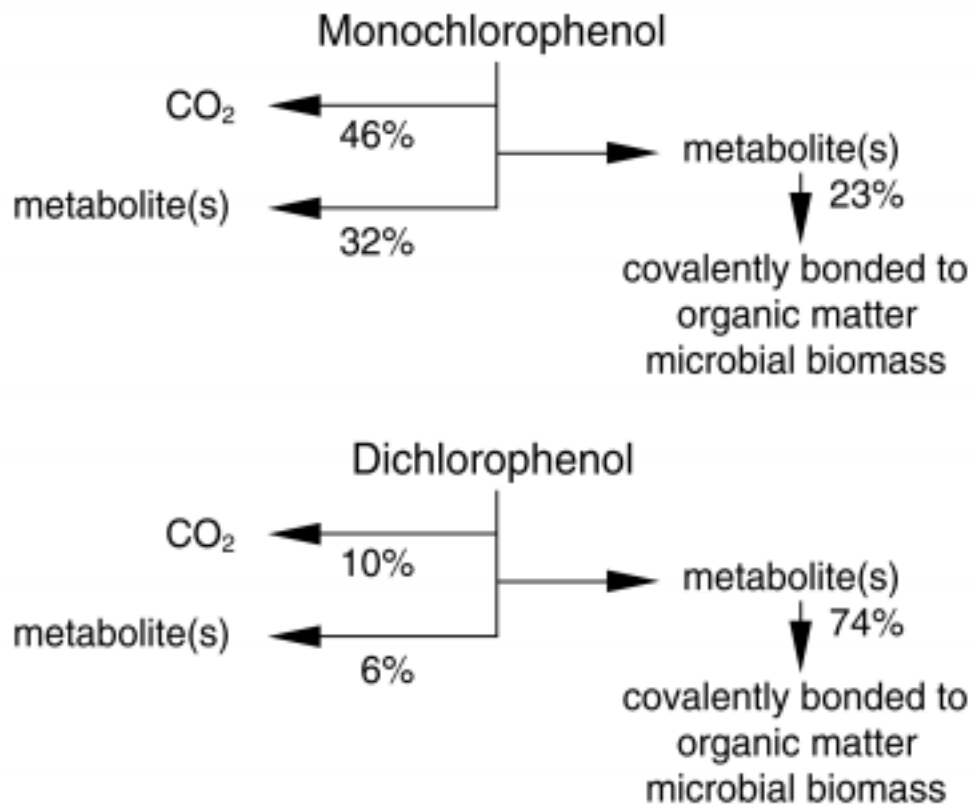 Monochlorophenol
CO₂
46%
metabolite(s)
metabolite(s)
23%
32%
covalently bonded to
organic matter
microbial biomass
Dichlorophenol
CO₂
10%
metabolite(s)
metabolite(s)
74%
6%
covalently bonded to
organic matter
microbial biomass